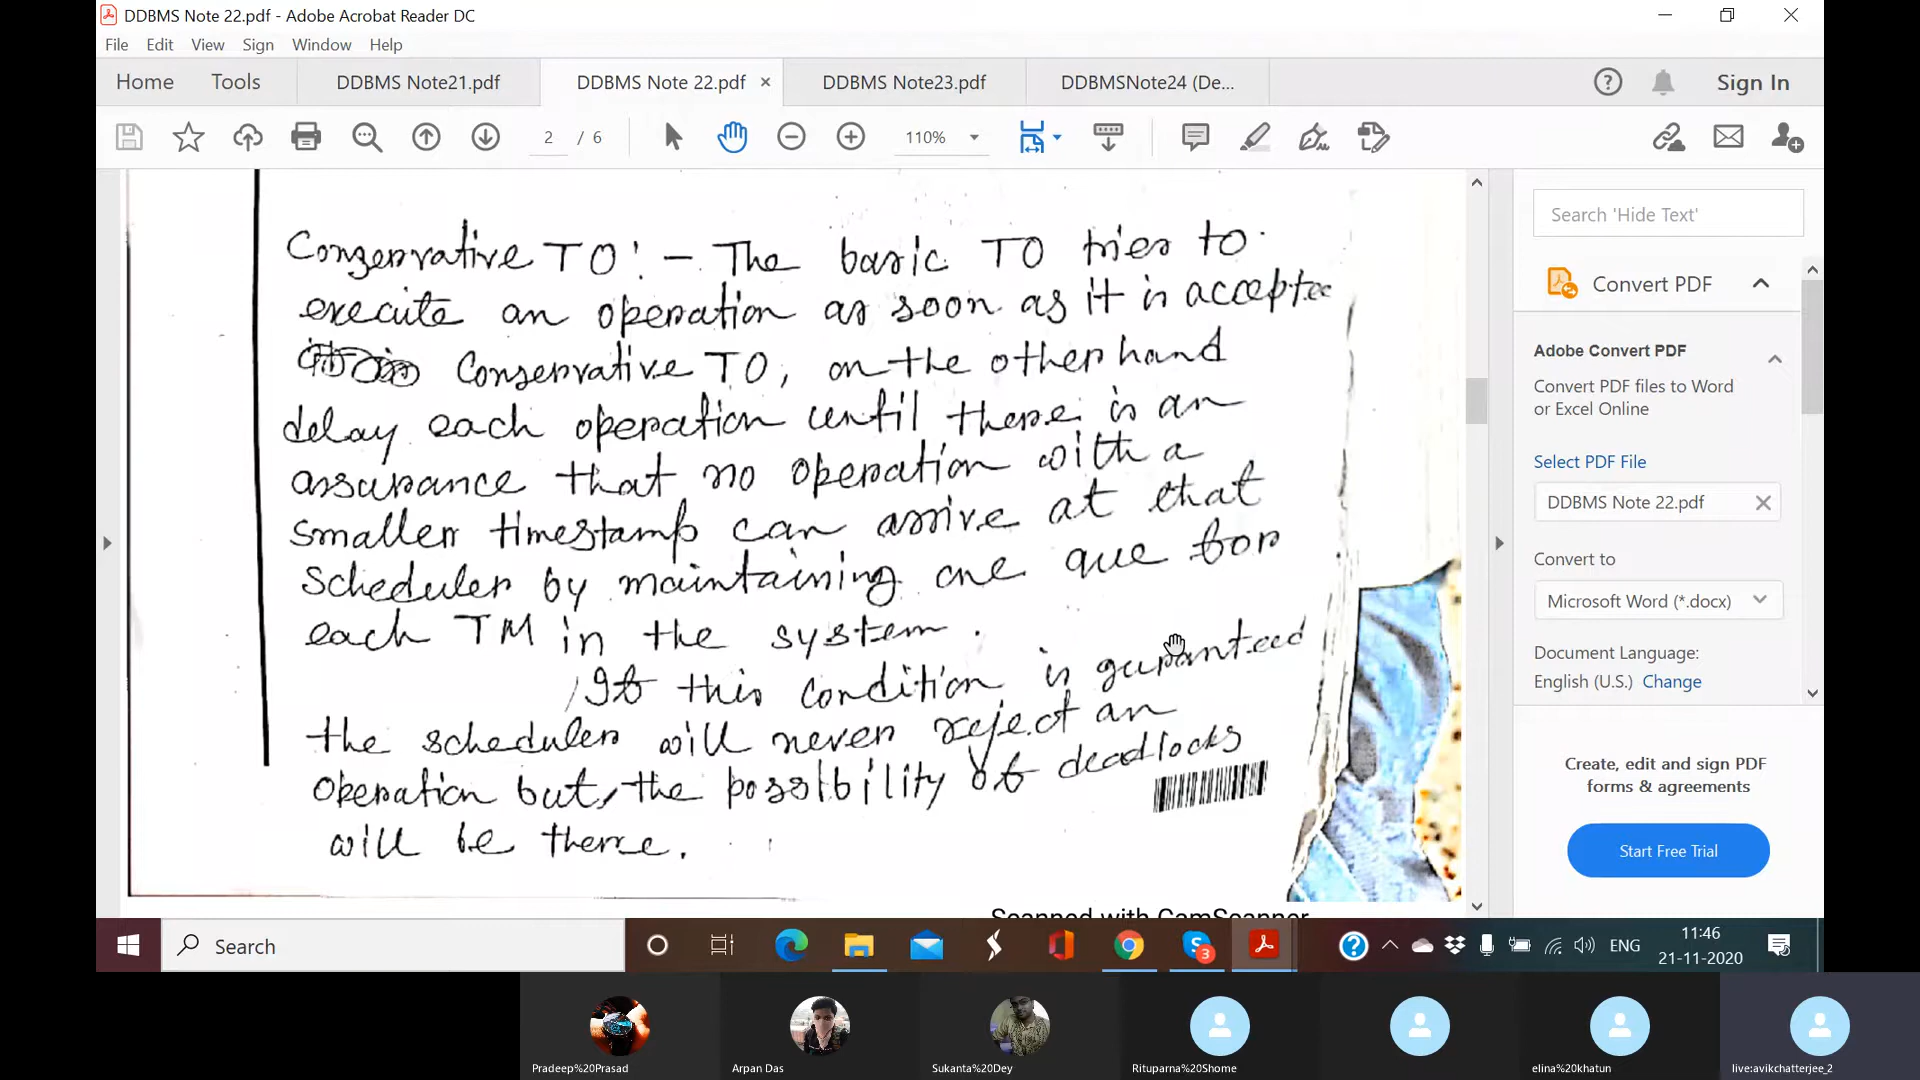 DDBMS Note 22.pdf - Adobe Acrobat Reader DC
File Edit View Sign Window Help
Home Tools DDBMS Note21.pdf DDBMS Note 22.pdf × DDBMS Note23.pdf DDBMSNote24 (De... Sign In
2 / 6 110%
Conservative TO: - The basic TO tries to
execute an operation as soon as it is accepted
Conservative TO, on the other hand
delay each operation until there is an
assurance that no operation with a
smaller timestamp can arrive at that
scheduler by maintaining one que for
each TM in the system.
If this condition is guranteed
the scheduler will never reject an
operation but, the possibility of deadlocks
will be there.
Scanned with CamScanner
Search 'Hide Text'
Convert PDF
Adobe Convert PDF
Convert PDF files to Word
or Excel Online
Select PDF File
DDBMS Note 22.pdf
Convert to
Microsoft Word (*.docx)
Document Language:
English (U.S.) Change
Create, edit and sign PDF
forms & agreements
Start Free Trial
Search
3
ENG
11:46
21-11-2020
Pradeep%20Prasad Arpan Das Sukanta%20Dey Rituparna%20Shome elina%20khatun live:avikchatterjee_2